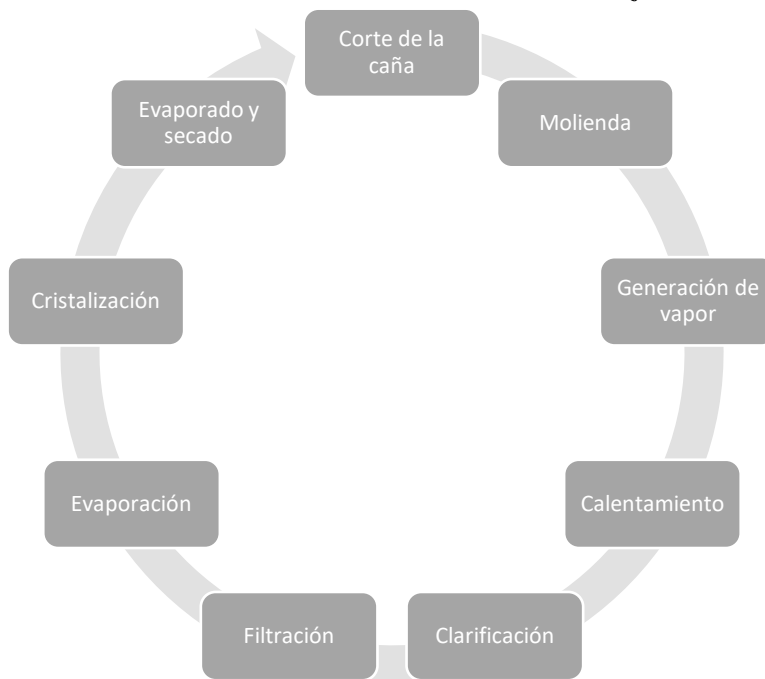 Corte de la
caña
Molienda
Generación de
vapor
Calentamiento
Clarificación
Filtración
Evaporación
Cristalización
Evaporado y
secado